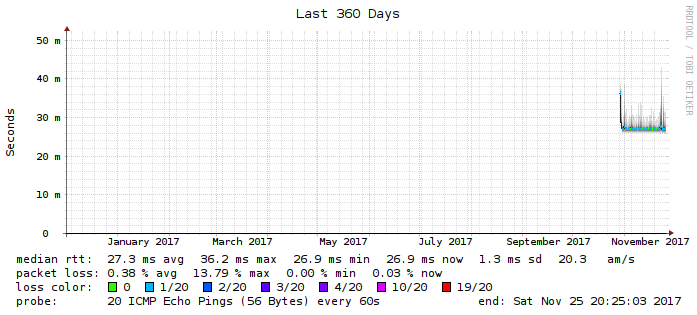 Last 360 Days
RRDTOOL / TOBI OETIKER
Seconds
50 m
40 m
30 m
20 m
10 m
0
January 2017 March 2017 May 2017 July 2017 September 2017 November 2017
median rtt: 27.3 ms avg 36.2 ms max 26.9 ms min 26.9 ms now 1.3 ms sd 20.3 am/s
packet loss: 0.38 % avg 13.79 % max 0.00 % min 0.03 % now
loss color: 0 1/20 2/20 3/20 4/20 10/20 19/20
probe: 20 ICMP Echo Pings (56 Bytes) every 60s end: Sat Nov 25 20:25:03 2017